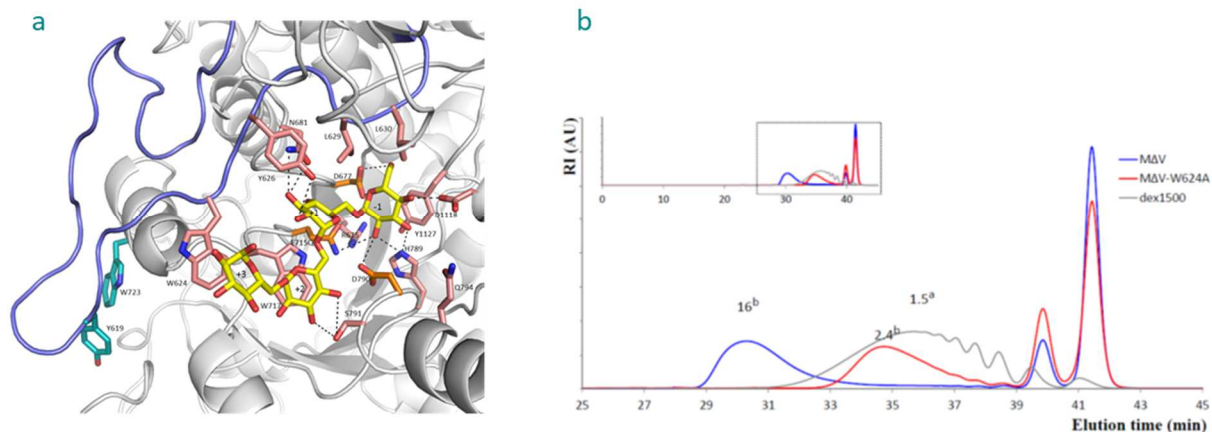 a
b
N681
L629
L630
Y626
D677
-1
+1
D1118
Y1127
H789
W624
+3
W717
+2
D790
Q794
S791
W723
Y619
RI (AU)
MΔV
MΔV-W624A
dex1500
0 10 20 30 40
16ᵇ
1.5ᵃ
2.4ᵇ
25 27 29 31 33 35 37 39 41 43 45
Elution time (min)